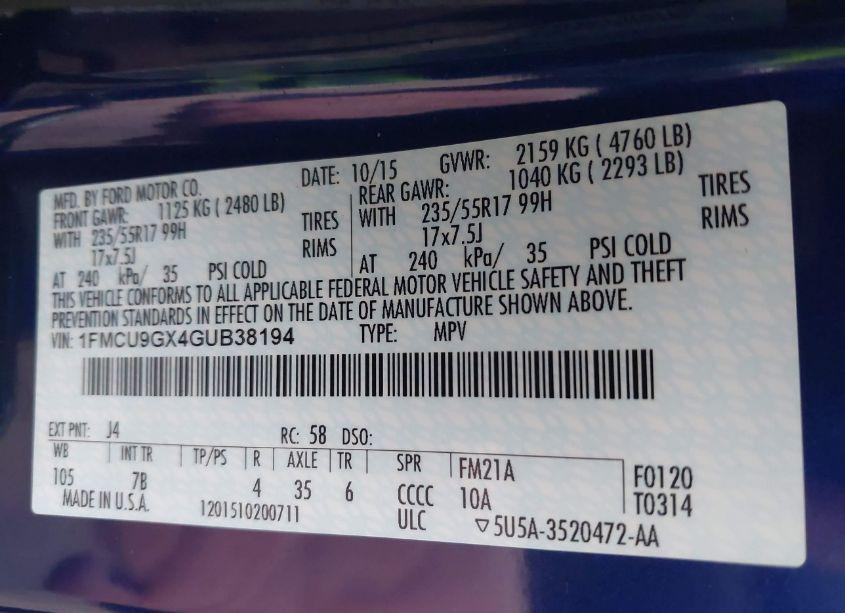 MFD. BY FORD MOTOR CO. DATE: 10/15 GVWR: 2159 KG ( 4760 LB)
FRONT GAWR: 1125 KG ( 2480 LB) REAR GAWR: 1040 KG ( 2293 LB)
WITH 235/55R17 99H TIRES WITH 235/55R17 99H TIRES
17x7.5J RIMS 17x7.5J RIMS
AT 240 kPa/ 35 PSI COLD AT 240 kPa/ 35 PSI COLD
THIS VEHICLE CONFORMS TO ALL APPLICABLE FEDERAL MOTOR VEHICLE SAFETY AND THEFT
PREVENTION STANDARDS IN EFFECT ON THE DATE OF MANUFACTURE SHOWN ABOVE.
VIN: 1FMCU9GX4GUB38194 TYPE: MPV
EXT PNT: J4 RC: 58 DSO:
WB INT TR TP/PS R AXLE TR SPR FM21A F0120
105 7B 4 35 6 CCCC 10A T0314
MADE IN U.S.A. 1201510200711 ULC ▽5U5A-3520472-AA